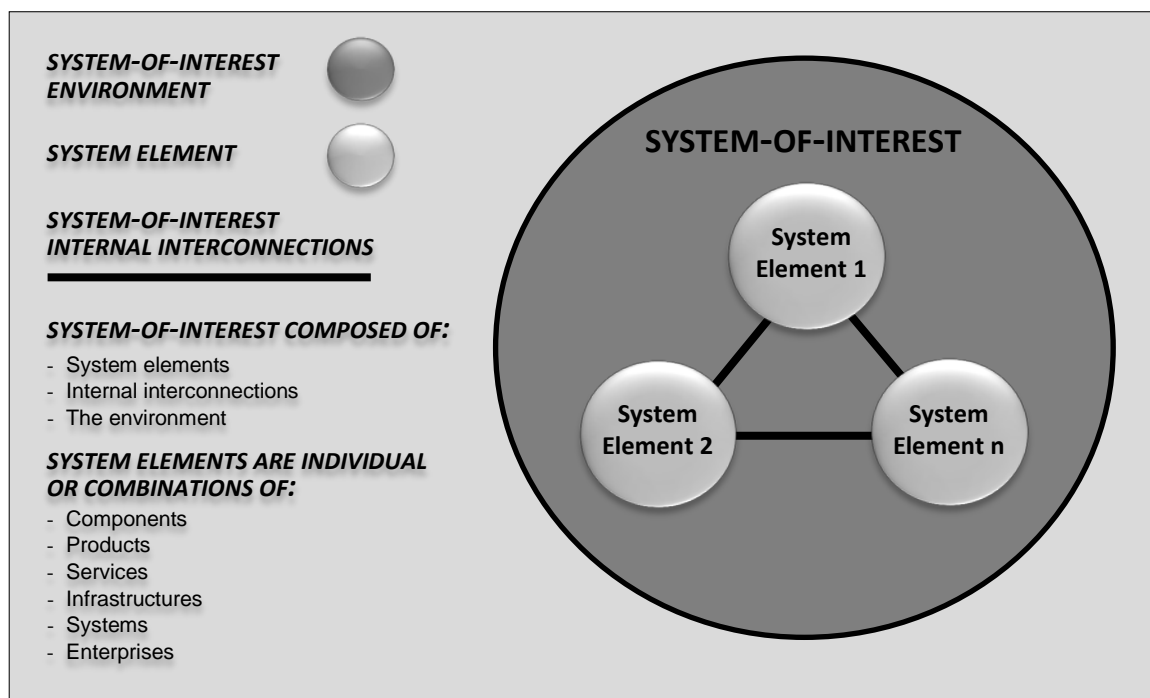 SYSTEM-OF-INTEREST
ENVIRONMENT
SYSTEM ELEMENT
SYSTEM-OF-INTEREST
INTERNAL INTERCONNECTIONS
SYSTEM-OF-INTEREST COMPOSED OF:
- System elements
- Internal interconnections
- The environment
SYSTEM ELEMENTS ARE INDIVIDUAL
OR COMBINATIONS OF:
- Components
- Products
- Services
- Infrastructures
- Systems
- Enterprises
SYSTEM-OF-INTEREST
System
Element 1
System
Element 2
System
Element n